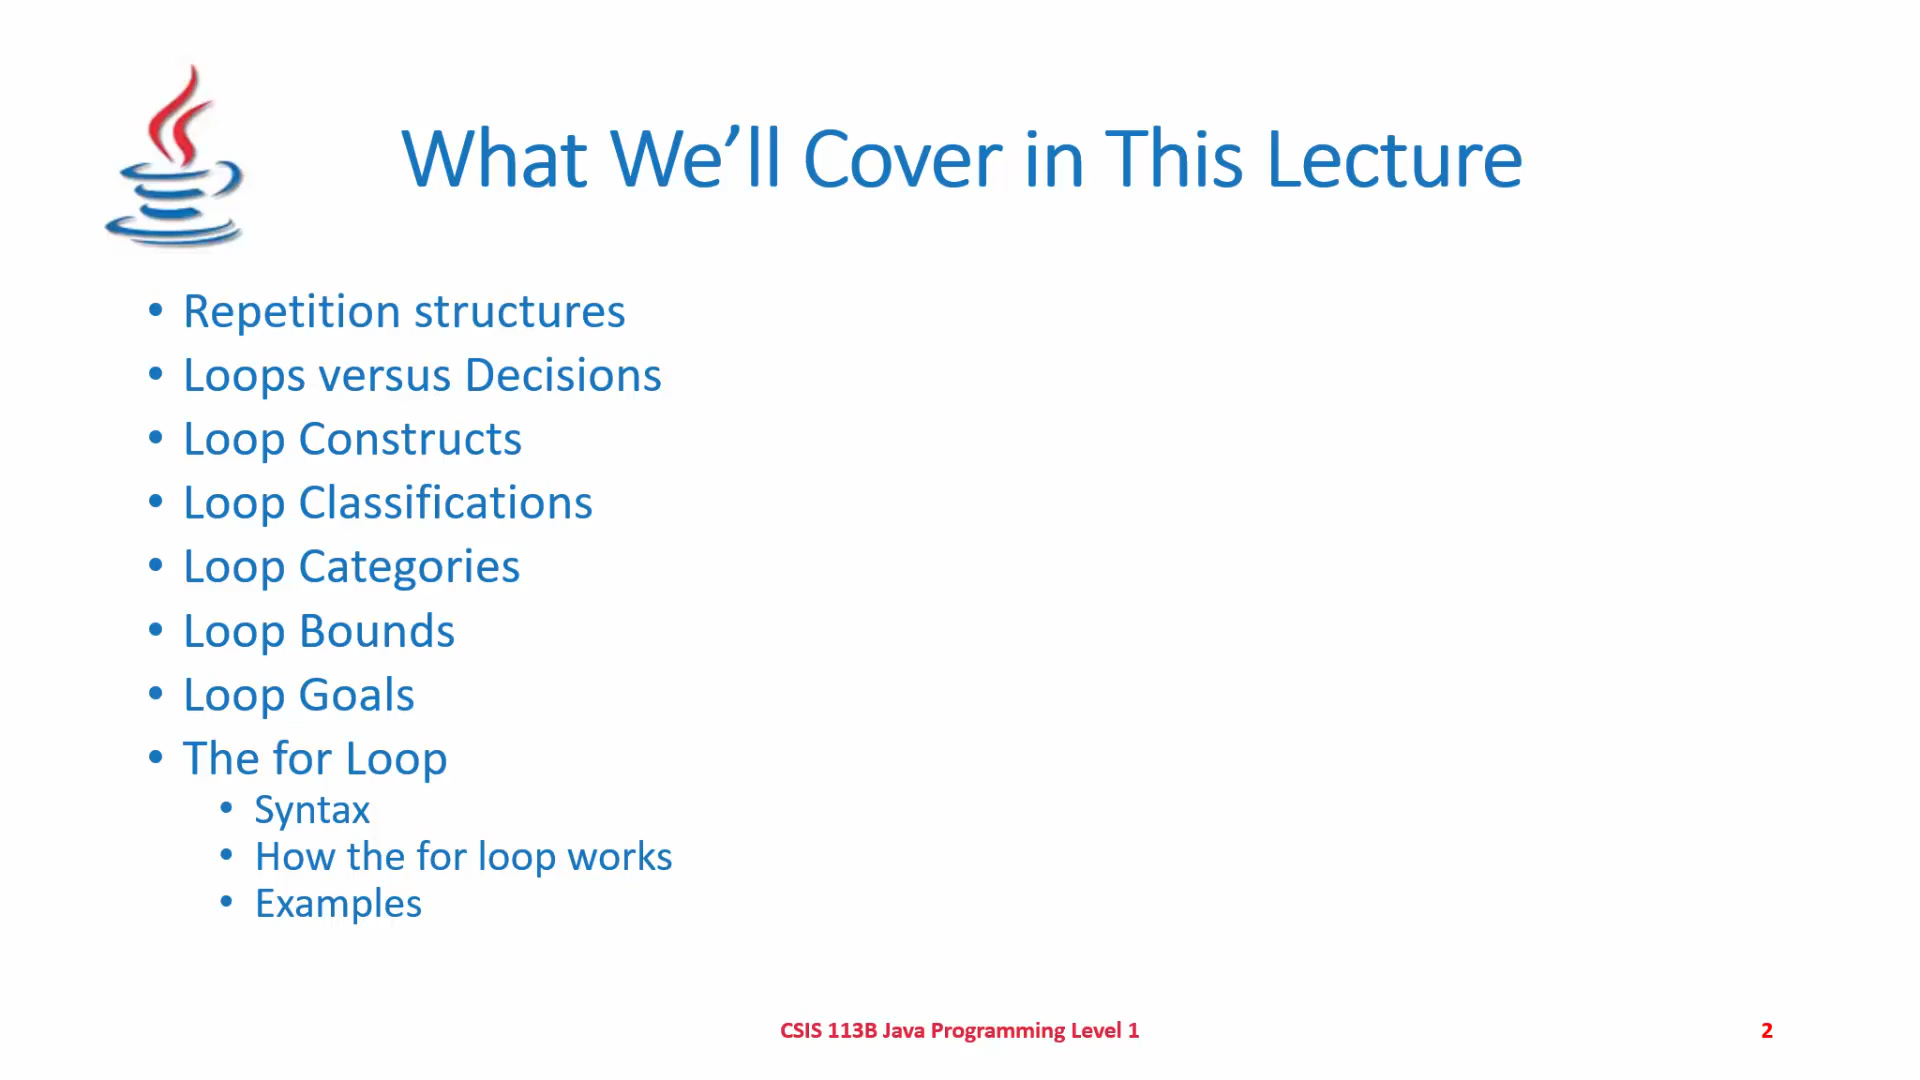 What We’ll Cover in This Lecture
• Repetition structures
• Loops versus Decisions
• Loop Constructs
• Loop Classifications
• Loop Categories
• Loop Bounds
• Loop Goals
• The for Loop
• Syntax
• How the for loop works
• Examples
CSIS 113B Java Programming Level 1
2